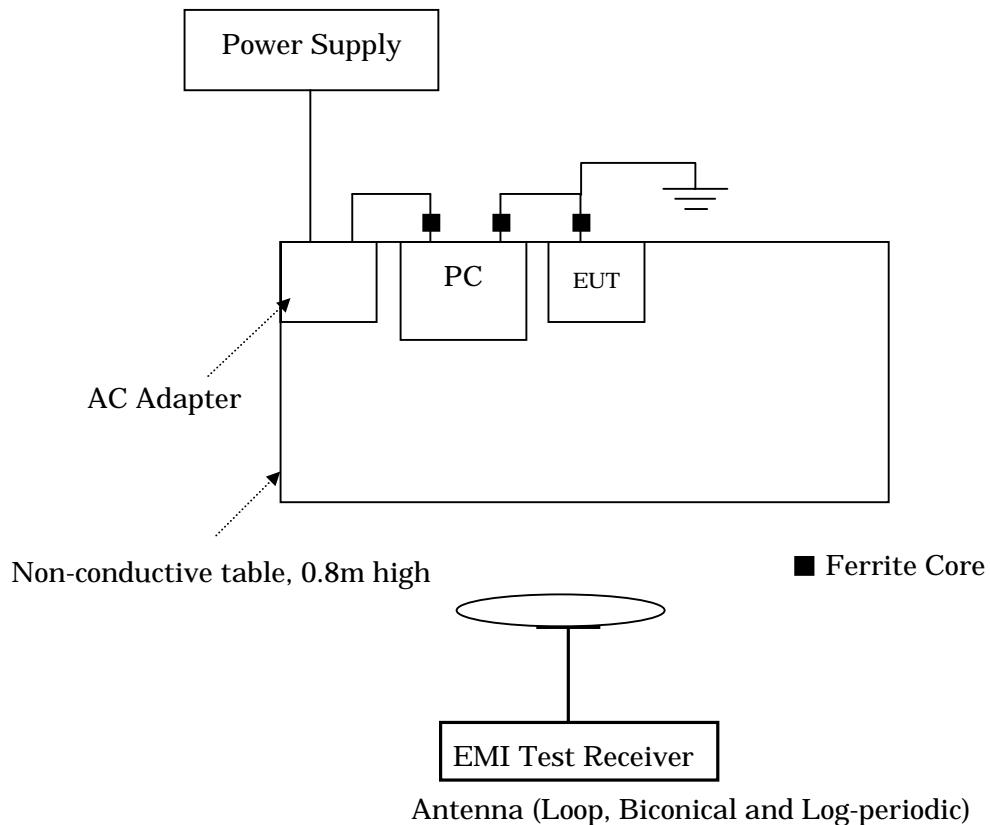 Power Supply
PC
EUT
AC Adapter
Non-conductive table, 0.8m high
Ferrite Core
EMI Test Receiver
Antenna (Loop, Biconical and Log-periodic)